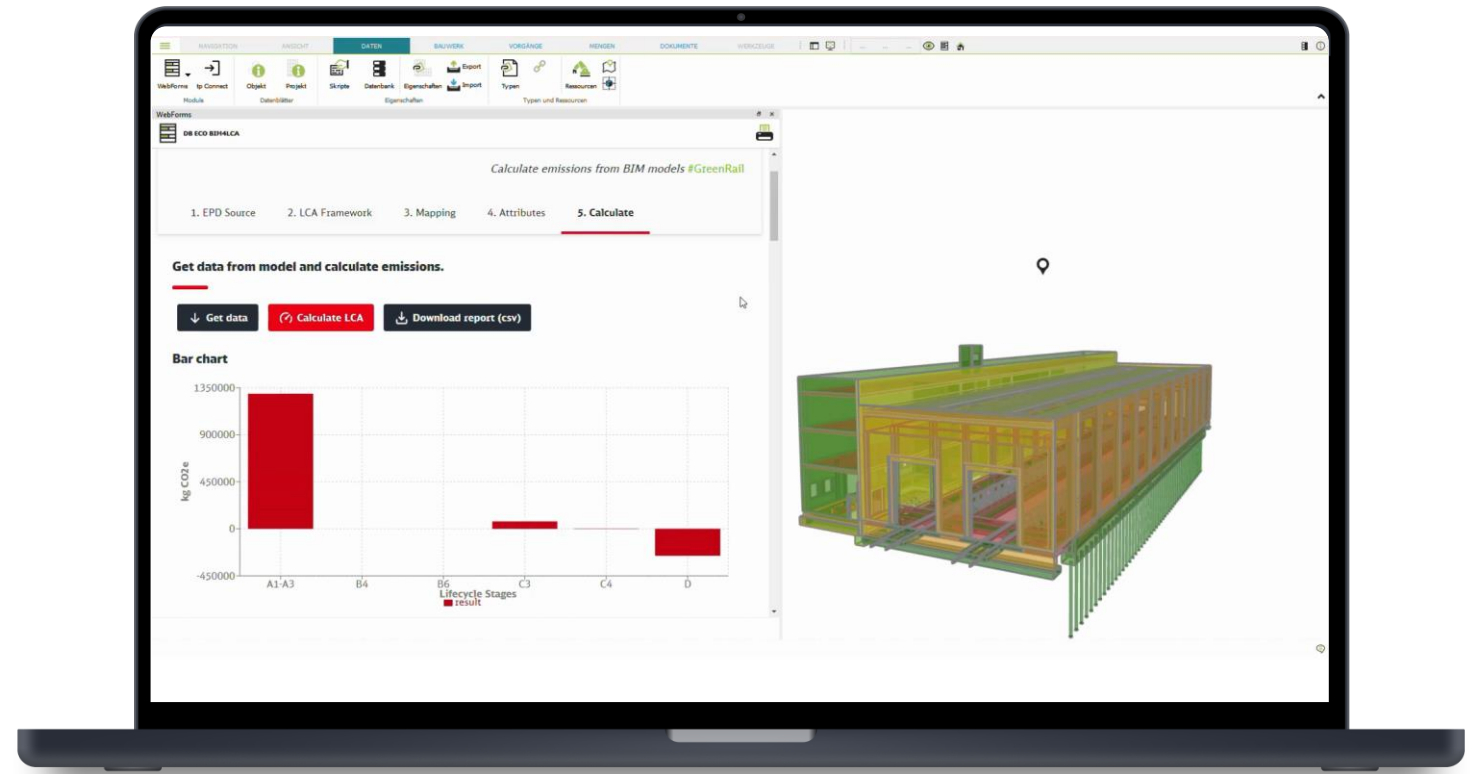 NAVIGATION ANSICHT DATEN BAUWERK VORGÄNGE MENGEN DOKUMENTE WERKZEUGE
Export
WebForms tp Connect Objekt Projekt Skripte Datenbank Eigenschaften Import Typen Ressourcen
Module Datenblätter Eigenschaften Typen und Ressourcen
WebForms
DB ECO BIM4LCA
Calculate emissions from BIM models #GreenRail
1. EPD Source 2. LCA Framework 3. Mapping 4. Attributes 5. Calculate
Get data from model and calculate emissions.
Get data Calculate LCA Download report (csv)
Bar chart
1350000
900000
kg CO2e
450000
0
-450000
A1-A3 B4 B6 C3 C4 D
Lifecycle Stages
result